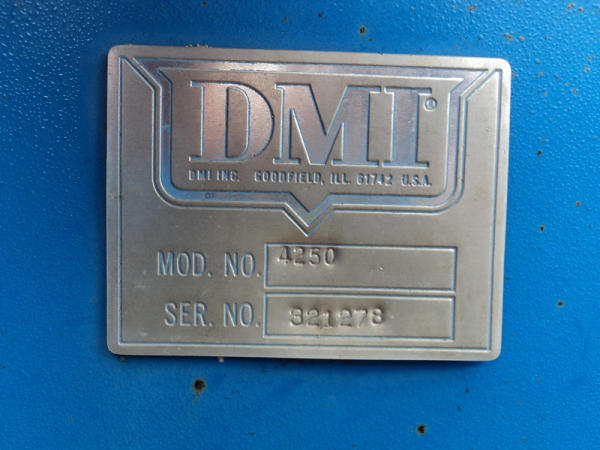 DMI®
DMI INC. GOODFIELD, ILL. 61742 U.S.A.
MOD. NO. 4250
SER. NO. 321278